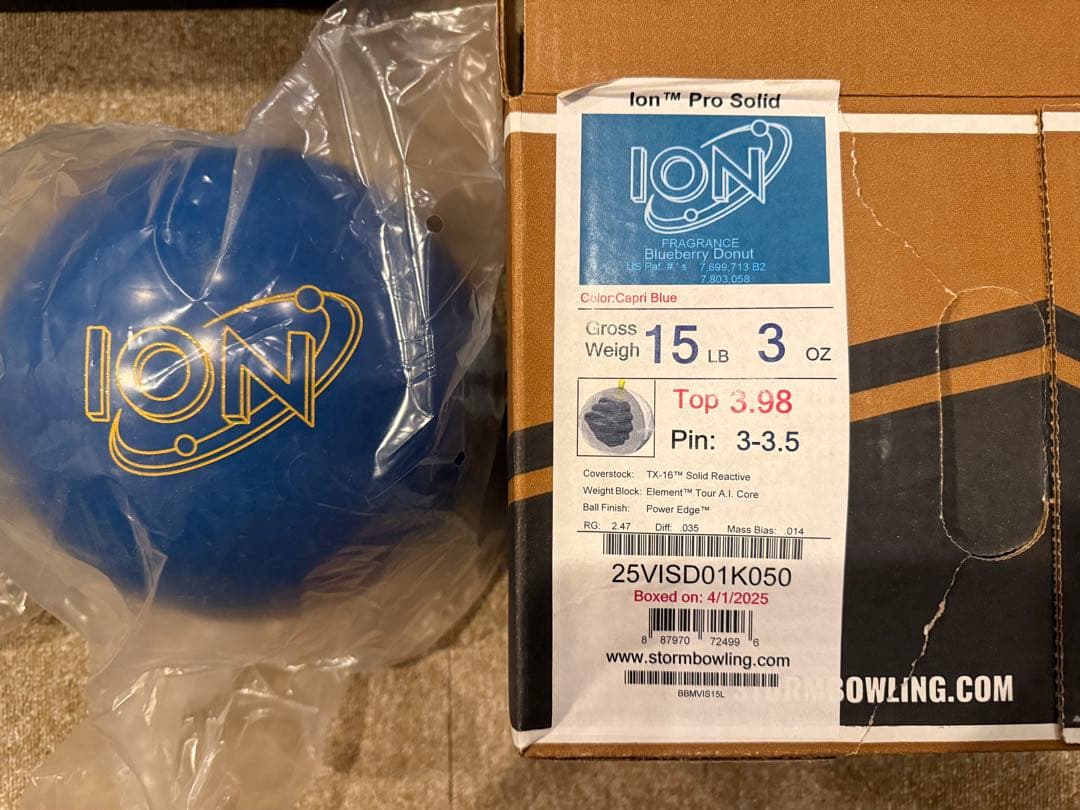 ION
Ion™ Pro Solid
ION
FRAGRANCE
Blueberry Donut
US Pat. #.'s 7,699,713 B2
7,803,058
Color:Capri Blue
Gross
Weigh 15 LB 3 OZ
Top 3.98
Pin: 3-3.5
Coverstock: TX-16™ Solid Reactive
Weight Block: Element™ Tour A.I. Core
Ball Finish: Power Edge™
RG: 2.47 Diff: .035 Mass Bias: .014
25VISD01K050
Boxed on: 4/1/2025
8 87970 72499 6
www.stormbowling.com
BBMVIS15L
STORMBOWLING.COM